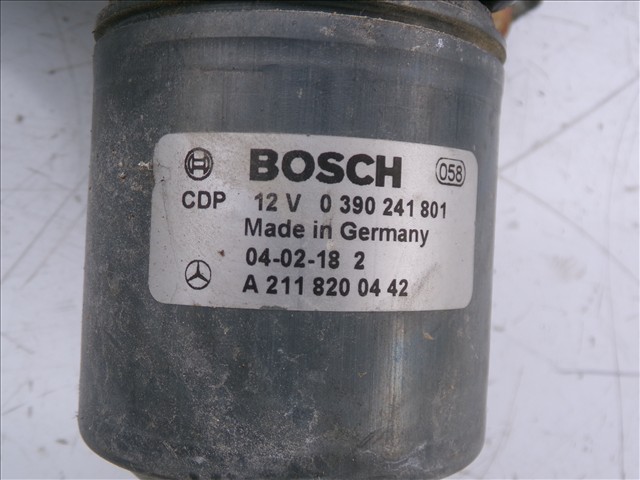 BOSCH 058
CDP 12 V 0 390 241 801
Made in Germany
04-02-18 2
A 211 820 04 42